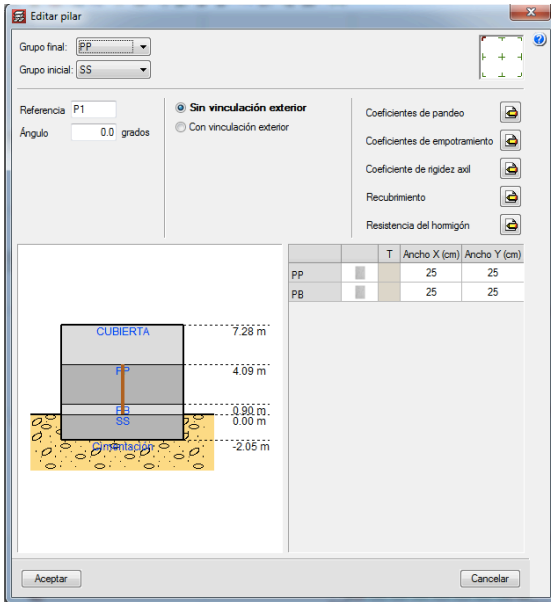 Editar pilar
Grupo final: PP
Grupo inicial: SS
Referencia P1
Ángulo 0.0 grados
Sin vinculación exterior
Con vinculación exterior
Coeficientes de pandeo
Coeficientes de empotramiento
Coeficiente de rigidez axil
Recubrimiento
Resistencia del hormigón
T Ancho X (cm) Ancho Y (cm)
PP 25 25
PB 25 25
CUBIERTA 7.28 m
PP 4.09 m
PB 0.90 m
SS 0.00 m
Cimentación -2.05 m
Aceptar Cancelar